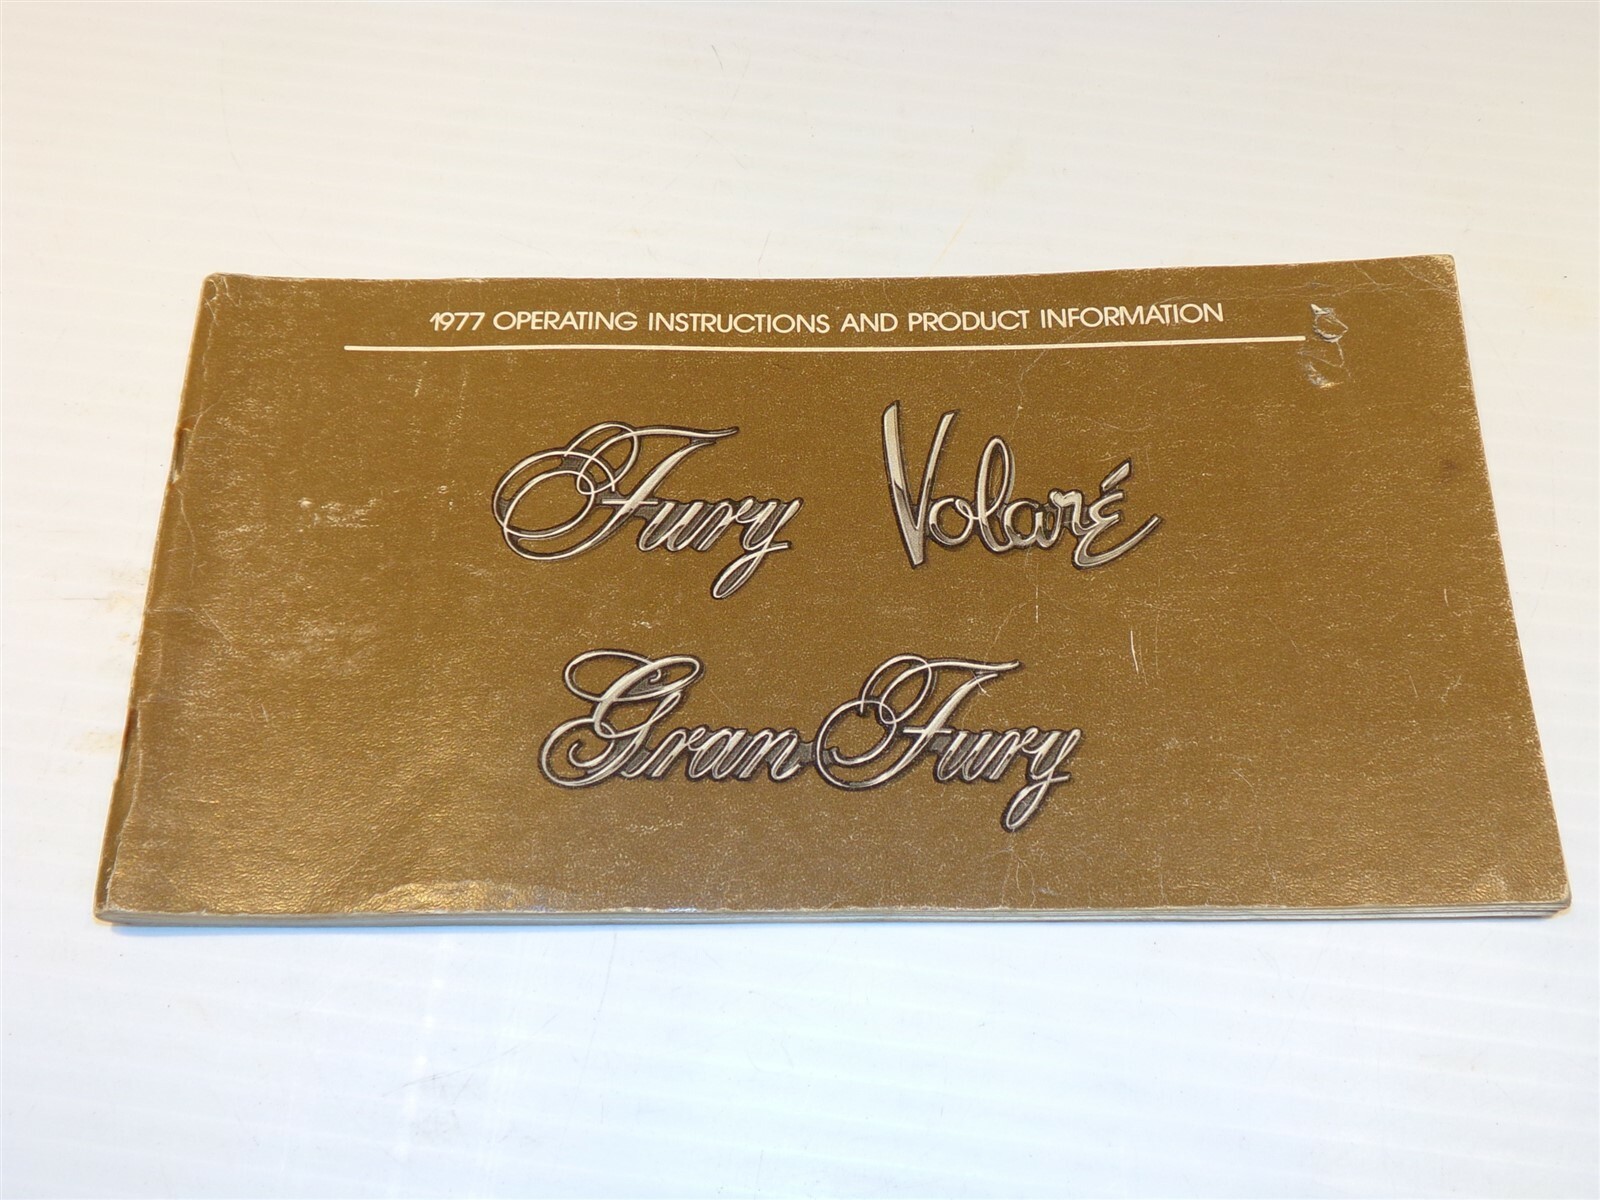 1977 OPERATING INSTRUCTIONS AND PRODUCT INFORMATION
Fury Volaré
Gran Fury